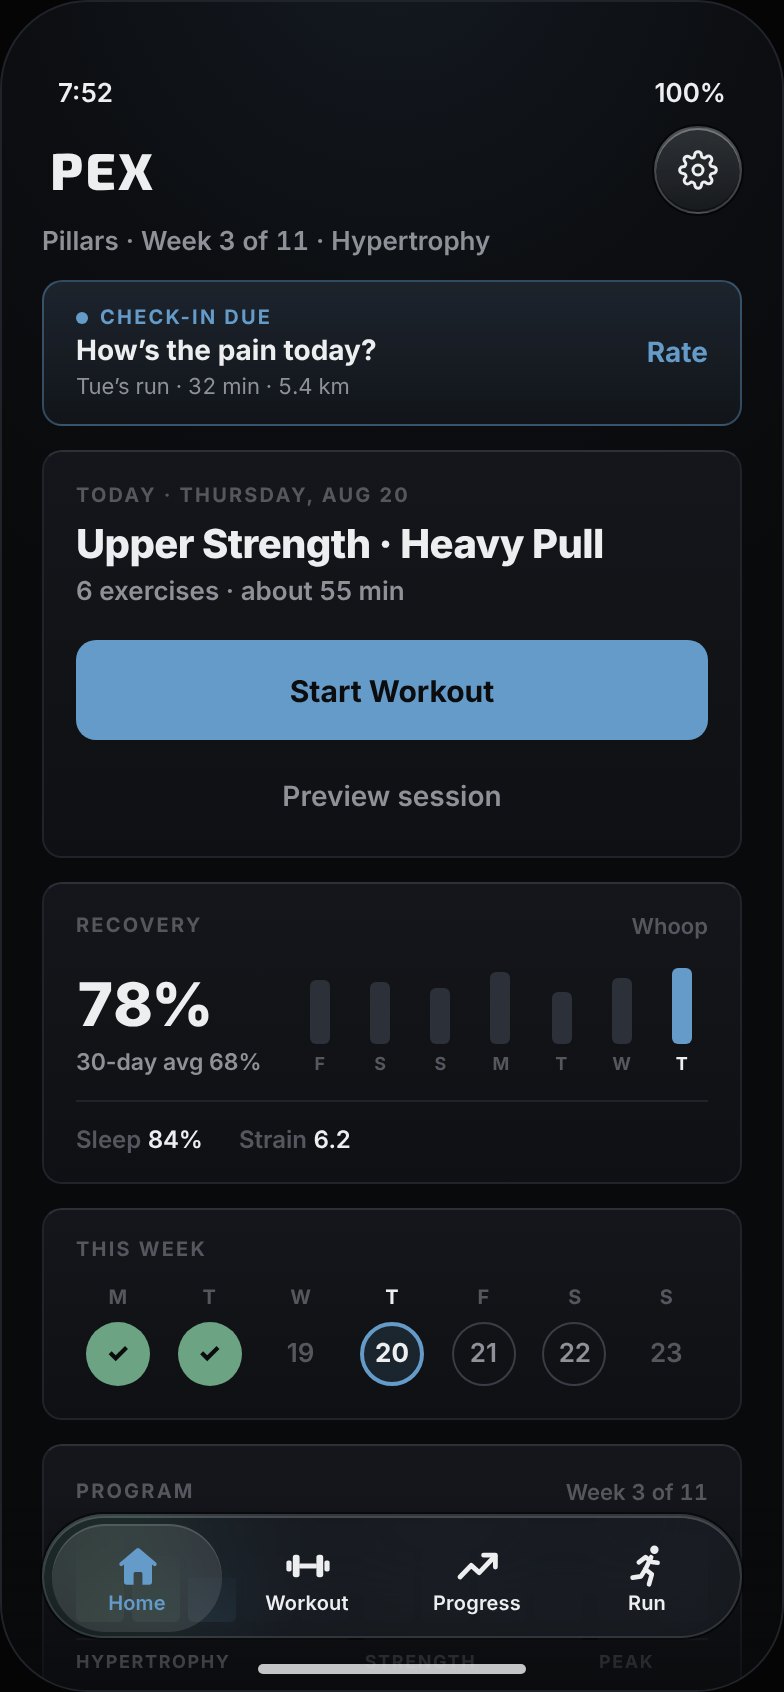 7:52 100%
PEX
Pillars · Week 3 of 11 · Hypertrophy
CHECK-IN DUE
How’s the pain today?
Rate
Tue’s run · 32 min · 5.4 km
TODAY · THURSDAY, AUG 20
Upper Strength · Heavy Pull
6 exercises · about 55 min
Start Workout
Preview session
RECOVERY Whoop
78%
30-day avg 68%
F S S M T W T
Sleep 84% Strain 6.2
THIS WEEK
M T W T F S S
19 20 21 22 23
PROGRAM Week 3 of 11
Home Workout Progress Run
HYPERTROPHY STRENGTH PEAK